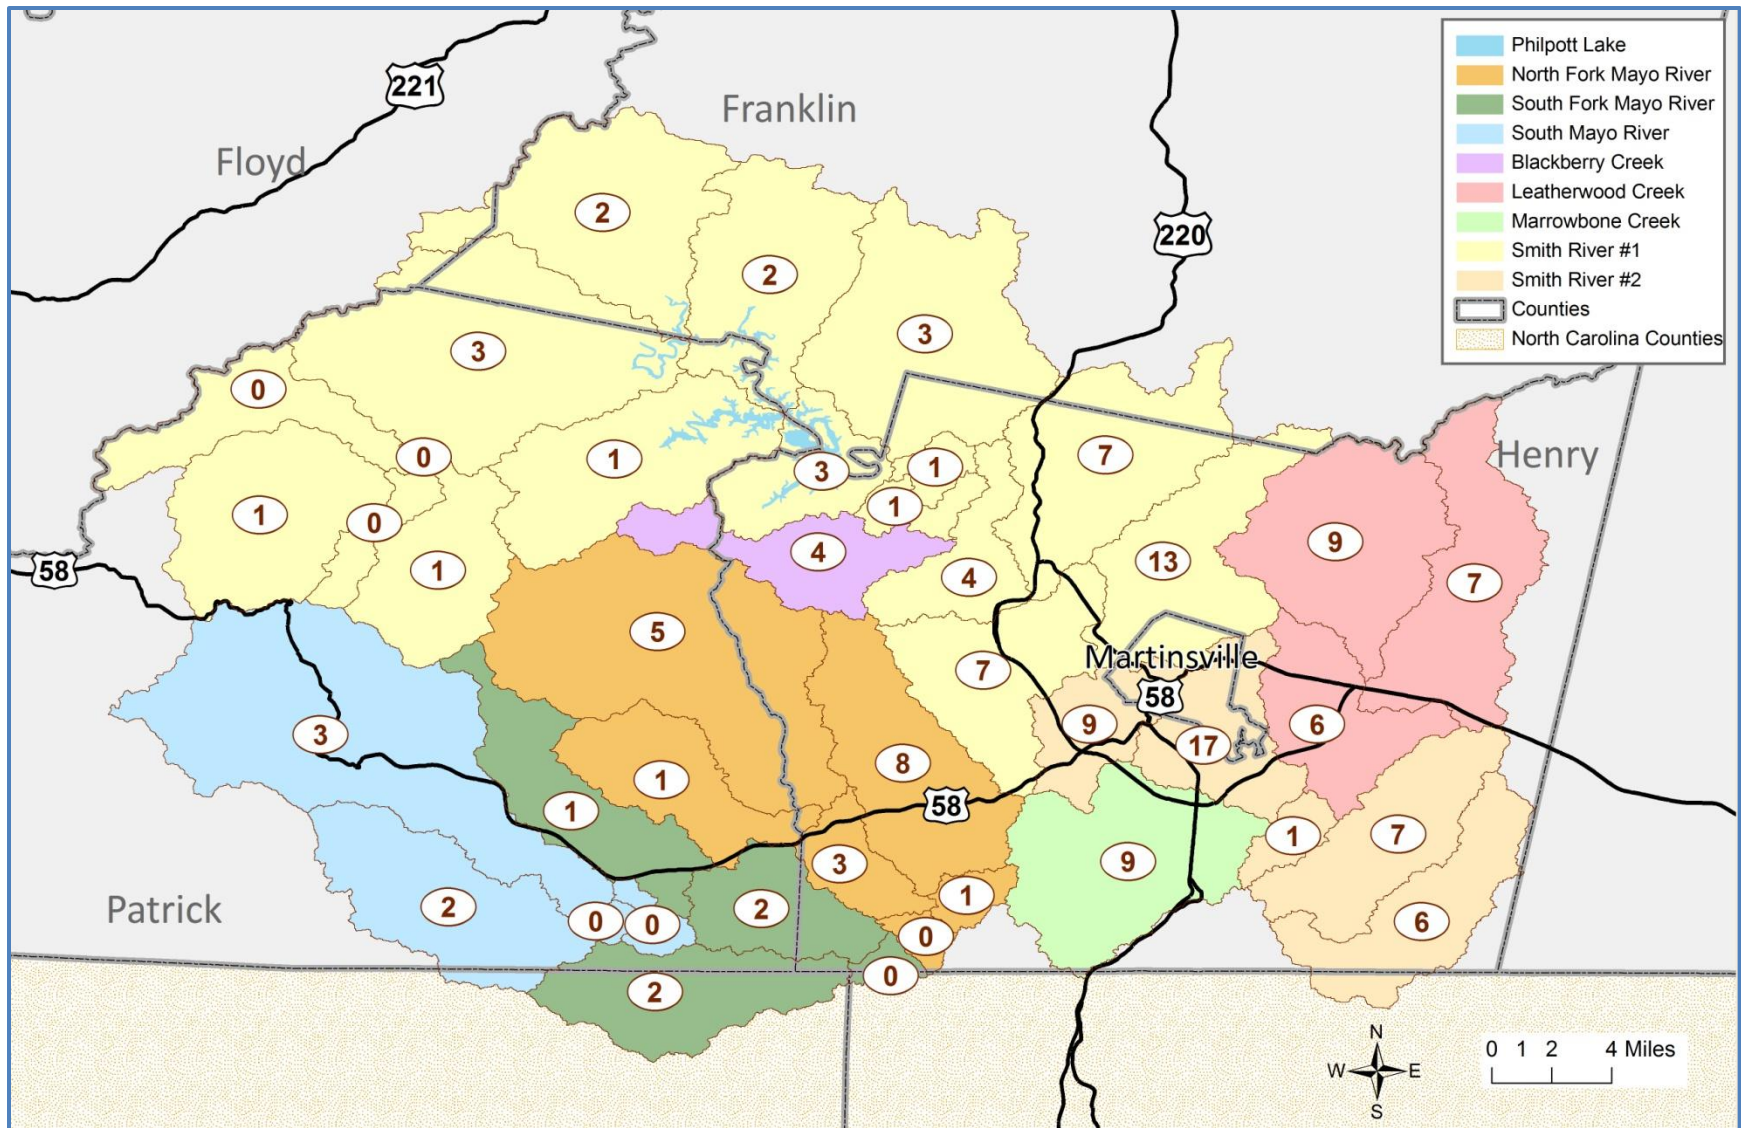 Philpott Lake
North Fork Mayo River
South Fork Mayo River
South Mayo River
Blackberry Creek
Leatherwood Creek
Marrowbone Creek
Smith River #1
Smith River #2
Counties
North Carolina Counties
221
Franklin
Floyd
2
220
2
3
3
0
0
1
3
1
7
Henry
1
1
0
9
13
4
58
1
4
7
5
Martinsville
7
58
3
9
6
17
8
1
58
1
7
1
3
9
1
Patrick
2
2
6
0
0
0
0
2
N
W
E
S
0 1 2 4 Miles